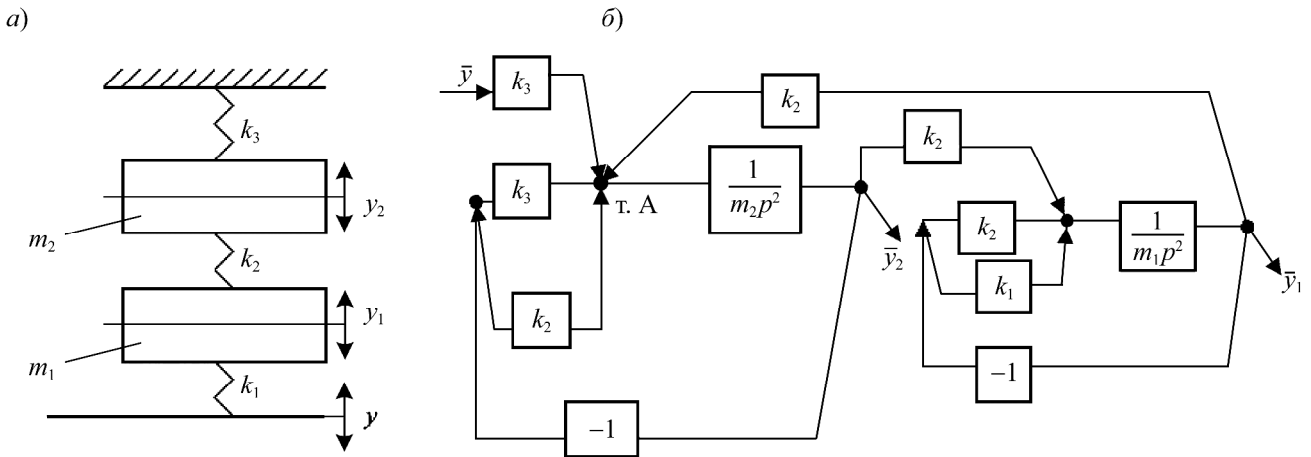 а)
k₃
y₂
m₂
k₂
y₁
m₁
k₁
y
б)
ȳ
k₃
k₂
k₃
т. А
k₂
1
m₂p²
k₂
ȳ₂
k₂
k₁
1
m₁p²
ȳ₁
−1
−1